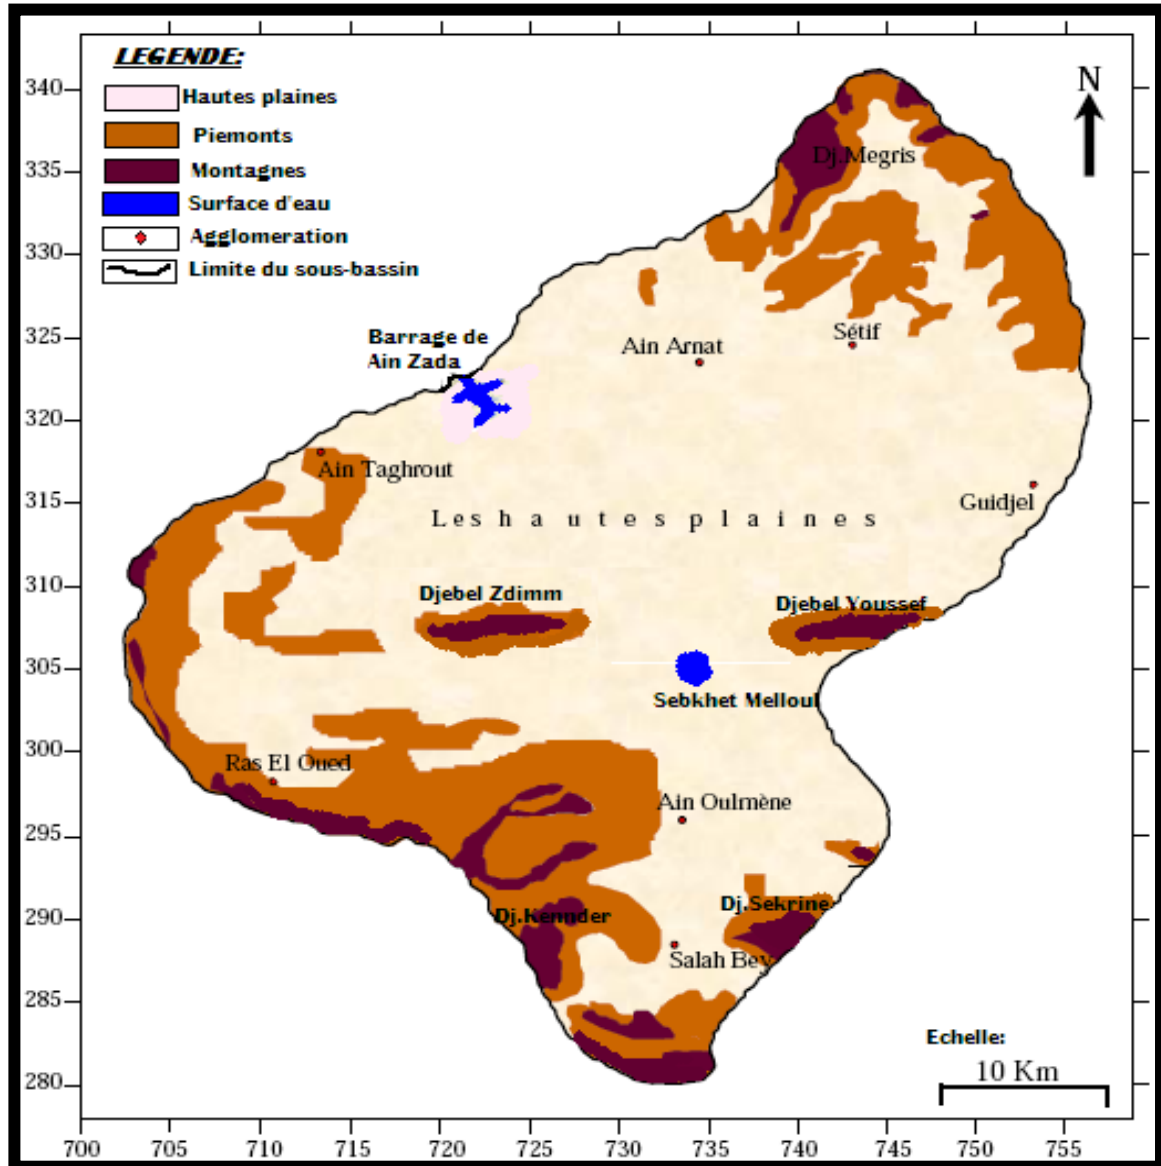 LEGENDE:
Hautes plaines
Piemonts
Montagnes
Surface d'eau
Agglomeration
Limite du sous-bassin
N
Dj.Megris
Barrage de
Ain Zada
Ain Arnat
Sétif
Ain Taghrout
Guidjel
Les hautes plaines
Djebel Zdimm
Djebel Youssef
Sebkhet Melloul
Ras El Oued
Ain Oulmène
Dj.Kennder
Dj.Sekrine
Salah Bey
Echelle:
10 Km
340
335
330
325
320
315
310
305
300
295
290
285
280
700 705 710 715 720 725 730 735 740 745 750 755